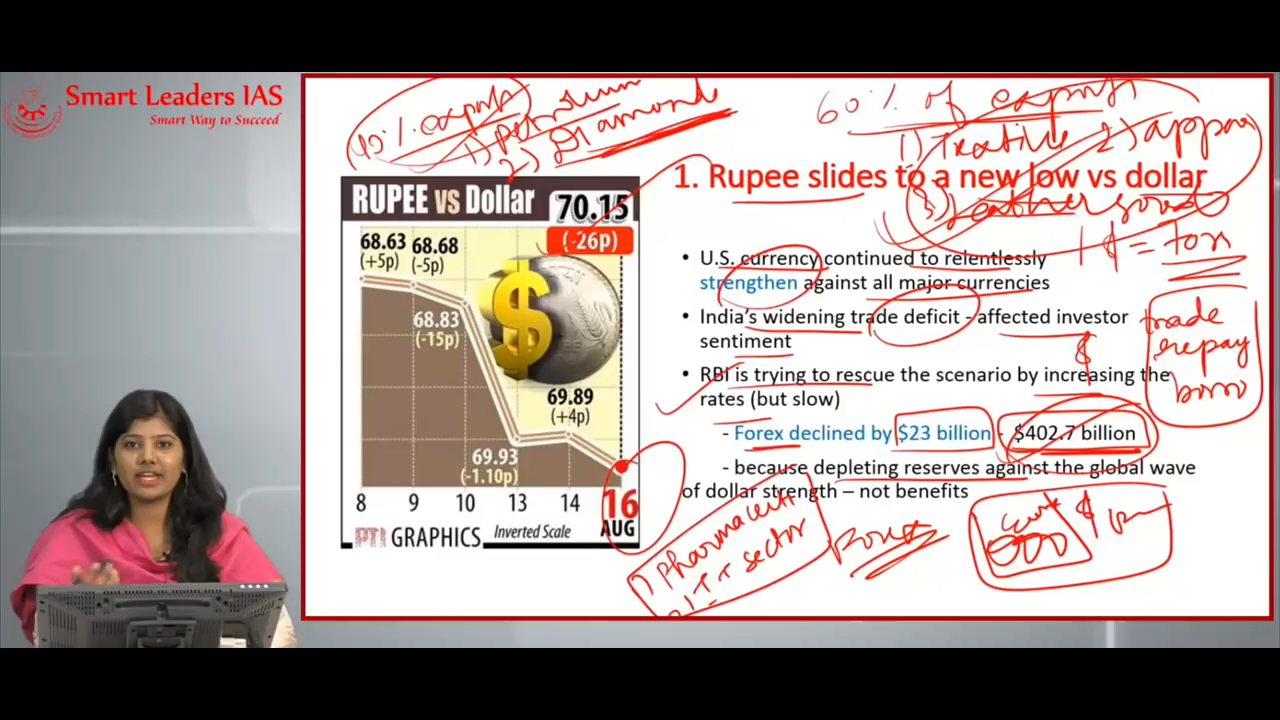 Smart Leaders IAS
Smart Way to Succeed
40% exports
1) Petroleum
2) Diamonds
60% of exports
1) Textile 2) appar
3) Leather goods
1 $ = 70rs
1. Rupee slides to a new low vs dollar
RUPEE vs Dollar
70.15
(-26p)
68.63
(+5p)
68.68
(-5p)
68.83
(-15p)
69.93
(-1.10p)
69.89
(+4p)
8 9 10 13 14 16
AUG
PTI GRAPHICS Inverted Scale
• U.S. currency continued to relentlessly
strengthen against all major currencies
• India's widening trade deficit - affected investor
sentiment
• RBI is trying to rescue the scenario by increasing the
rates (but slow)
- Forex declined by $23 billion - $402.7 billion
- because depleting reserves against the global wave
of dollar strength – not benefits
trade
repay
borro
$
1) Pharmaceuti
2) IT sector
Forex
$